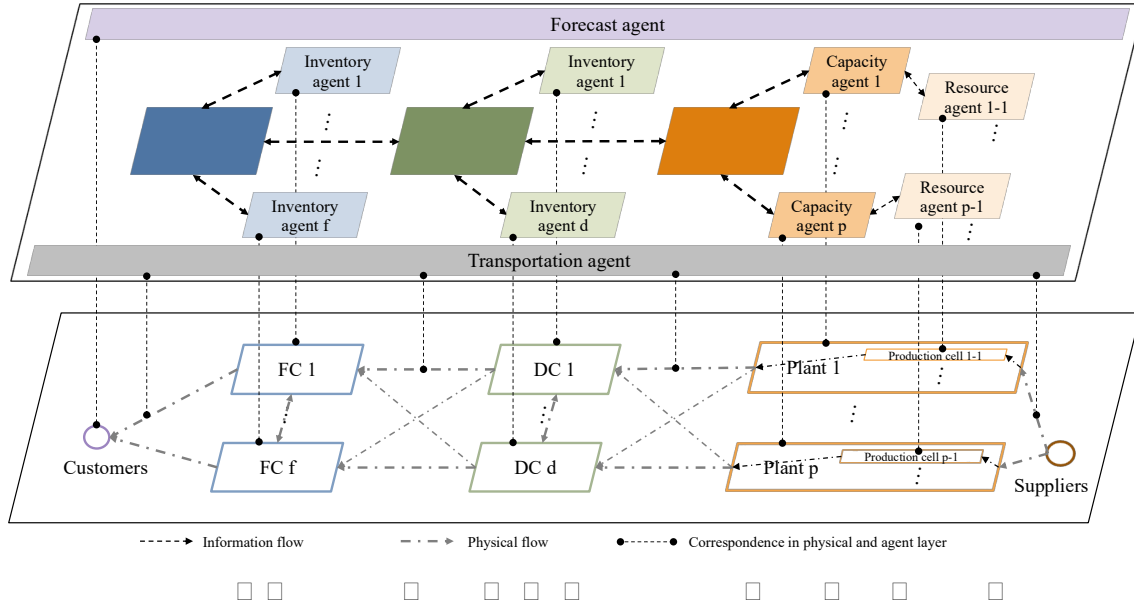 Forecast agent
Inventory
agent 1
Inventory
agent 1
Capacity
agent 1
Resource
agent 1-1
Inventory
agent f
Inventory
agent d
Capacity
agent p
Resource
agent p-1
Transportation agent
FC 1
DC 1
Plant 1
Production cell 1-1
Customers
FC f
DC d
Plant p
Production cell p-1
Suppliers
Information flow
Physical flow
Correspondence in physical and agent layer